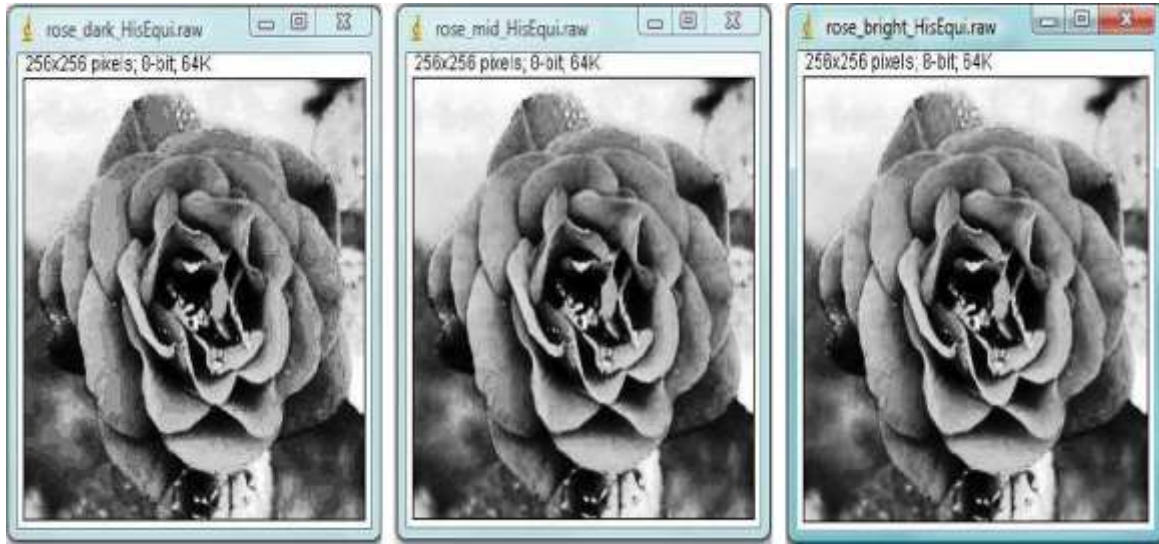 rose_dark_HisEqui.raw
256x256 pixels; 8-bit; 64K
rose_mid_HisEqui.raw
256x256 pixels; 8-bit; 64K
rose_bright_HisEqui.raw
256x256 pixels; 8-bit; 64K